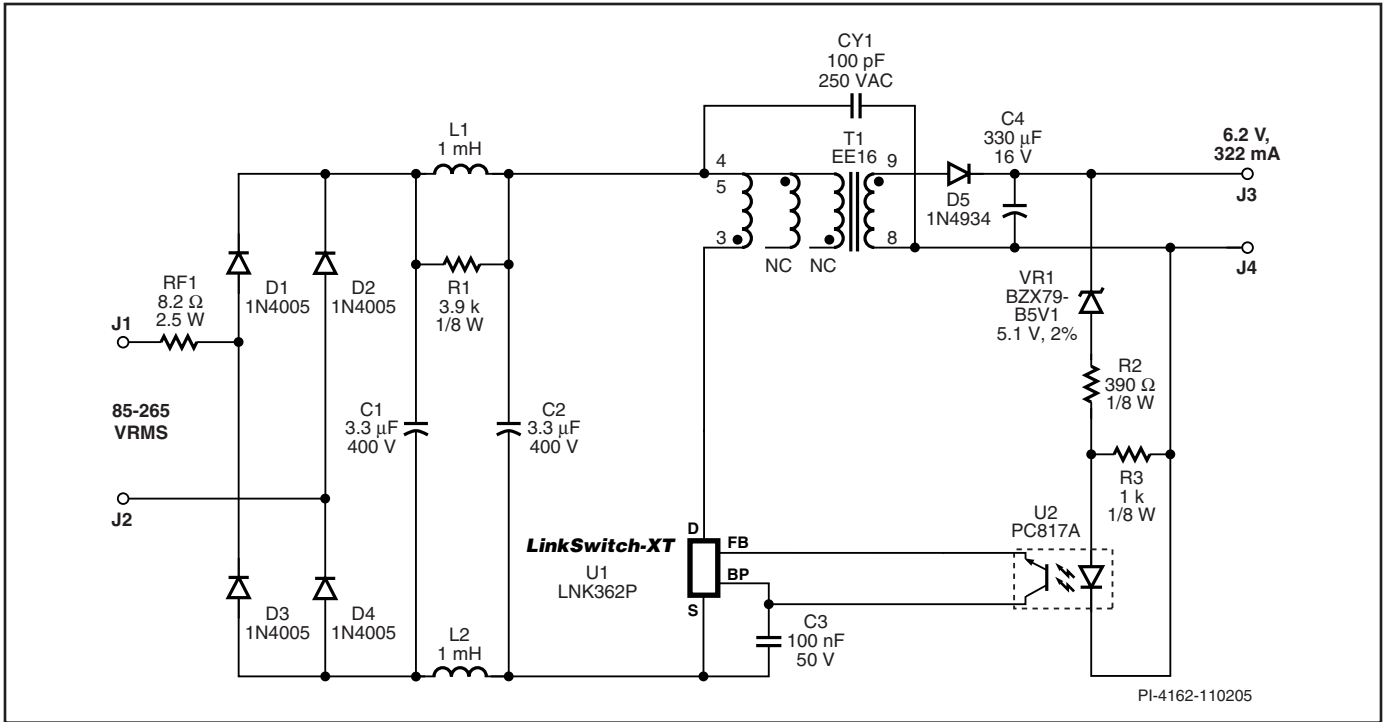 CY1
100 pF
250 VAC
L1
1 mH
T1
EE16
C4
330 µF
16 V
6.2 V,
322 mA
4
5
3
9
8
D5
1N4934
J3
J4
NC
NC
RF1
8.2 Ω
2.5 W
D1
1N4005
D2
1N4005
R1
3.9 k
1/8 W
VR1
BZX79-
B5V1
5.1 V, 2%
J1
R2
390 Ω
1/8 W
85-265
VRMS
C1
3.3 µF
400 V
C2
3.3 µF
400 V
R3
1 k
1/8 W
J2
U2
PC817A
LinkSwitch-XT
U1
LNK362P
D
FB
BP
S
D3
1N4005
D4
1N4005
L2
1 mH
C3
100 nF
50 V
PI-4162-110205